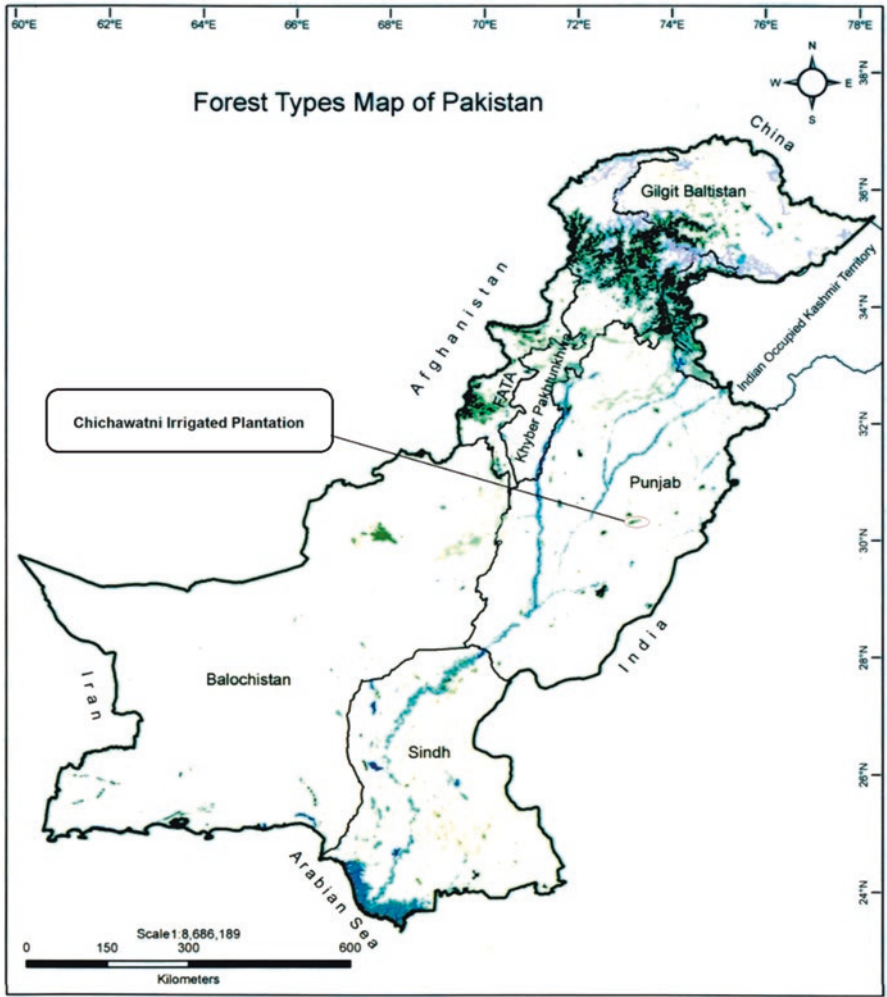 60°E 62°E 64°E 66°E 68°E 70°E 72°E 74°E 76°E 78°E
38°N
36°N
34°N
32°N
30°N
28°N
26°N
24°N
N
W E
S
Forest Types Map of Pakistan
China
Gilgit Baltistan
Indian Occupied Kashmir Territory
Afghanistan
FATA
Khyber Pakhtunkhwa
Chichawatni Irrigated Plantation
Punjab
India
Iran
Balochistan
Sindh
Arabian Sea
Scale1:8,686,189
0 150 300 600
Kilometers